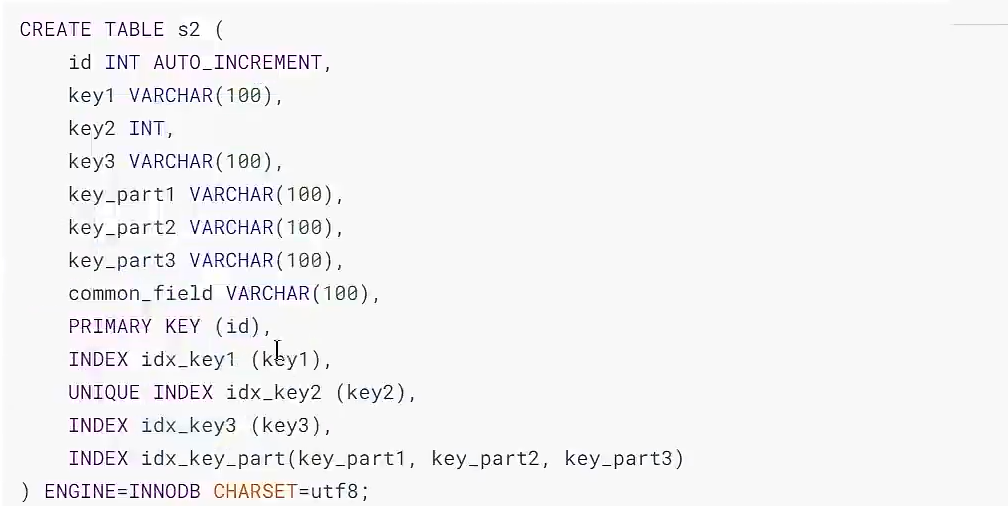 CREATE TABLE s2 (
    id INT AUTO_INCREMENT,
    key1 VARCHAR(100),
    key2 INT,
    key3 VARCHAR(100),
    key_part1 VARCHAR(100),
    key_part2 VARCHAR(100),
    key_part3 VARCHAR(100),
    common_field VARCHAR(100),
    PRIMARY KEY (id),
    INDEX idx_key1 (key1),
    UNIQUE INDEX idx_key2 (key2),
    INDEX idx_key3 (key3),
    INDEX idx_key_part(key_part1, key_part2, key_part3)
) ENGINE=INNODB CHARSET=utf8;